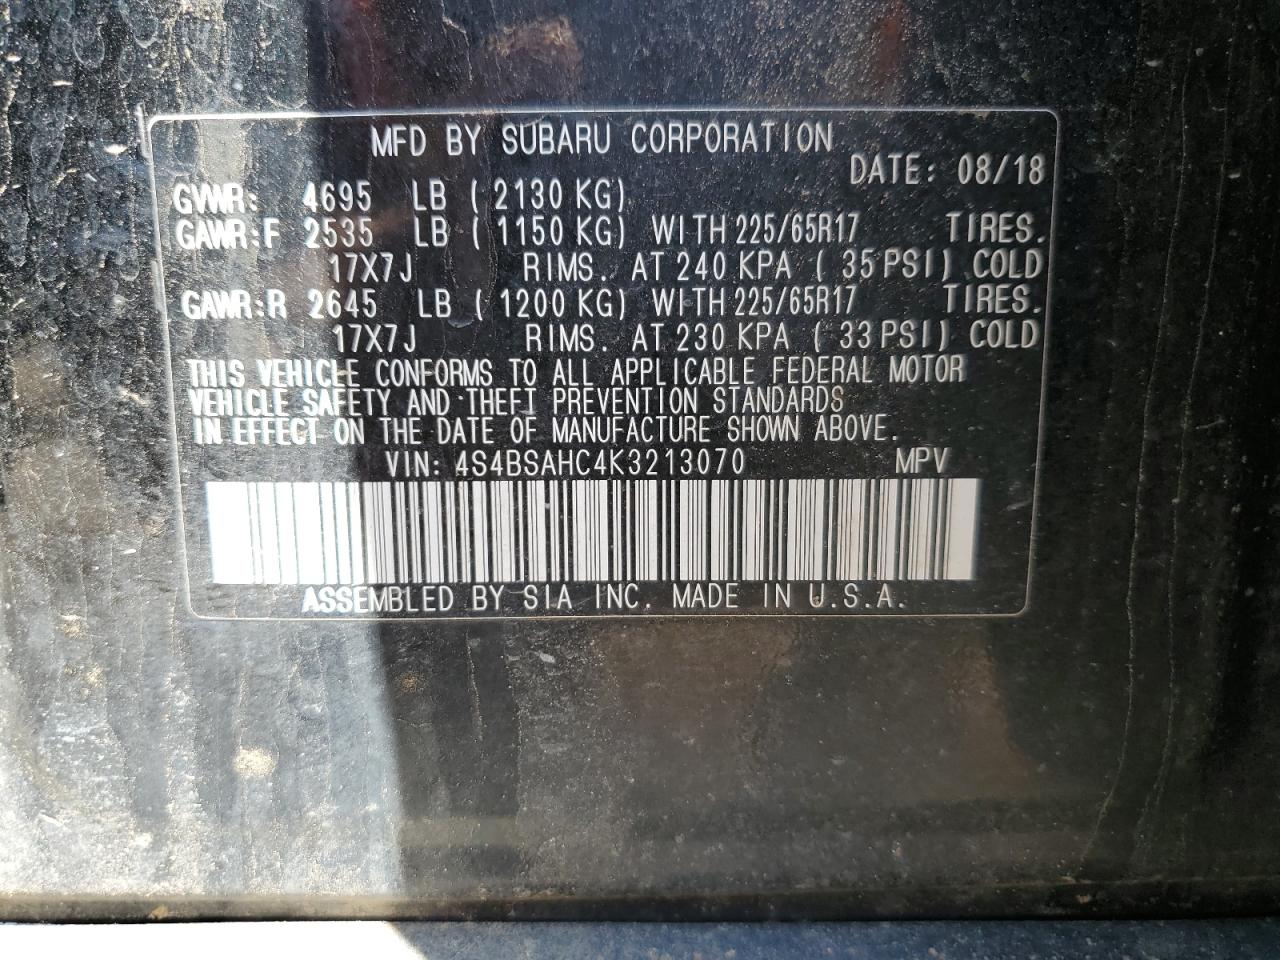 MFD BY SUBARU CORPORATION
DATE: 08/18
GVWR: 4695 LB ( 2130 KG)
GAWR:F 2535 LB ( 1150 KG) WITH 225/65R17 TIRES.
17X7J RIMS. AT 240 KPA ( 35 PSI) COLD
GAWR:R 2645 LB ( 1200 KG) WITH 225/65R17 TIRES.
17X7J RIMS. AT 230 KPA ( 33 PSI) COLD
THIS VEHICLE CONFORMS TO ALL APPLICABLE FEDERAL MOTOR
VEHICLE SAFETY AND THEFT PREVENTION STANDARDS
IN EFFECT ON THE DATE OF MANUFACTURE SHOWN ABOVE.
VIN: 4S4BSAHC4K3213070 MPV
ASSEMBLED BY SIA INC. MADE IN U.S.A.